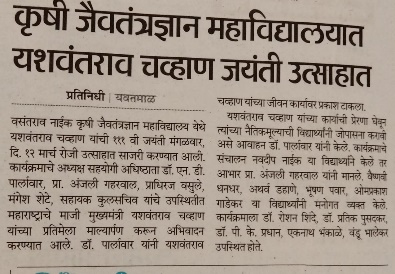 कृषी जैवतंत्रज्ञान महाविद्यालयात
यशवंतराव चव्हाण जयंती उत्साहात
प्रतिनिधी | यवतमाळ
वसंतराव नाईक कृषी जैवतंत्रज्ञान महाविद्यालय येथे
यशवंतराव चव्हाण यांची १११ वी जयंती मंगळवार,
दि. १२ मार्च रोजी उत्साहात साजरी करण्यात आली.
कार्यक्रमाचे अध्यक्ष सहयोगी अधिष्ठाता डॉ. एन. डी.
पार्लावार, प्रा. अंजली गहरवाल, प्राधिरज वसुले,
मंगेश शेटे, सहायक कुलसचिव यांचे उपस्थितीत
महाराष्ट्राचे माजी मुख्यमंत्री यशवंतराव चव्हाण
यांच्या प्रतिमेला माल्यार्पण करून अभिवादन
करण्यात आले. डॉ. पार्लावार यांनी यशवंतराव
चव्हाण यांच्या जीवन कार्यावर प्रकाश टाकला.
यशवंतराव चव्हाण यांच्या कार्याची प्रेरणा घेवून
त्यांच्या नैतिकमूल्याची विद्यार्थ्यांनी जोपासना करावी
असे आवाहन डॉ. पार्लावार यांनी केले. कार्यक्रमाचे
संचालन नवदीप नाईक या विद्यार्थ्याने केले तर
आभार प्रा. अंजली गहरवाल यांनी मानले. वैष्णवी
धनधर, अथर्व डहाणे, भूषण पवार, ओमप्रकाश
गाडेकर या विद्यार्थ्यांनी मनोगत व्यक्त केले.
कार्यक्रमाला डॉ. रोशन शिंदे, डॉ. प्रतिक पुसदकर,
डॉ. पी. के. प्रधान, एकनाथ भंकाळे, वंडू भालेकर
उपस्थित होते.